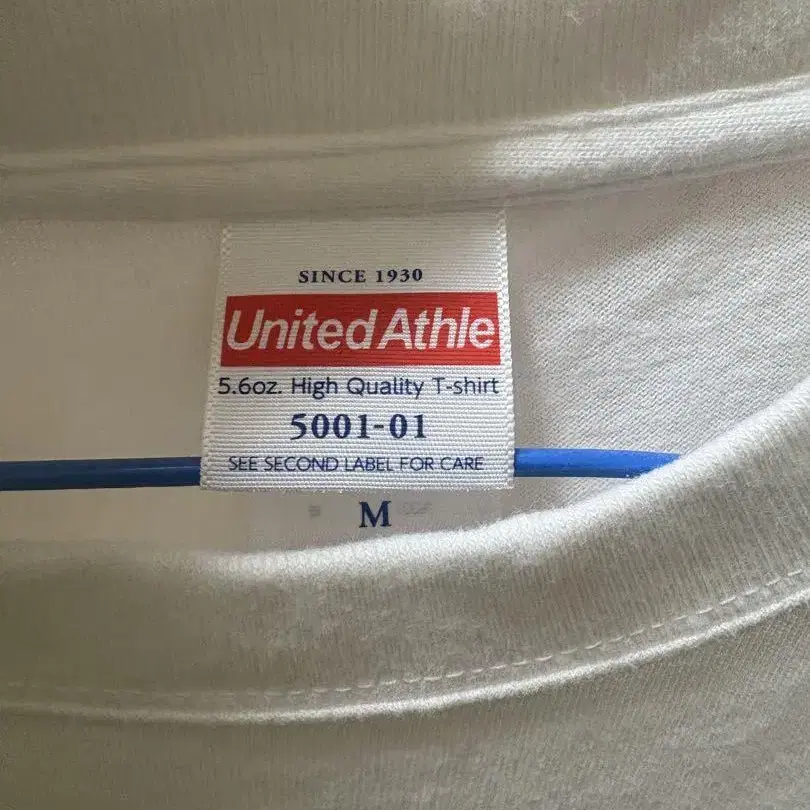 SINCE 1930
United Athle
5.6oz. High Quality T-shirt
5001-01
SEE SECOND LABEL FOR CARE
M